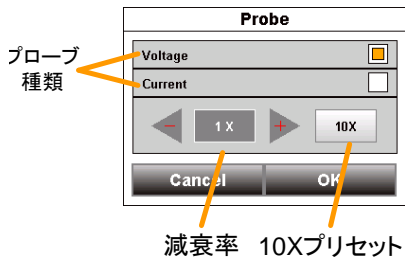 Probe
プローブ
種類
Voltage
Current
- 1 X + 10X
Cancel OK
減衰率 10Xプリセット